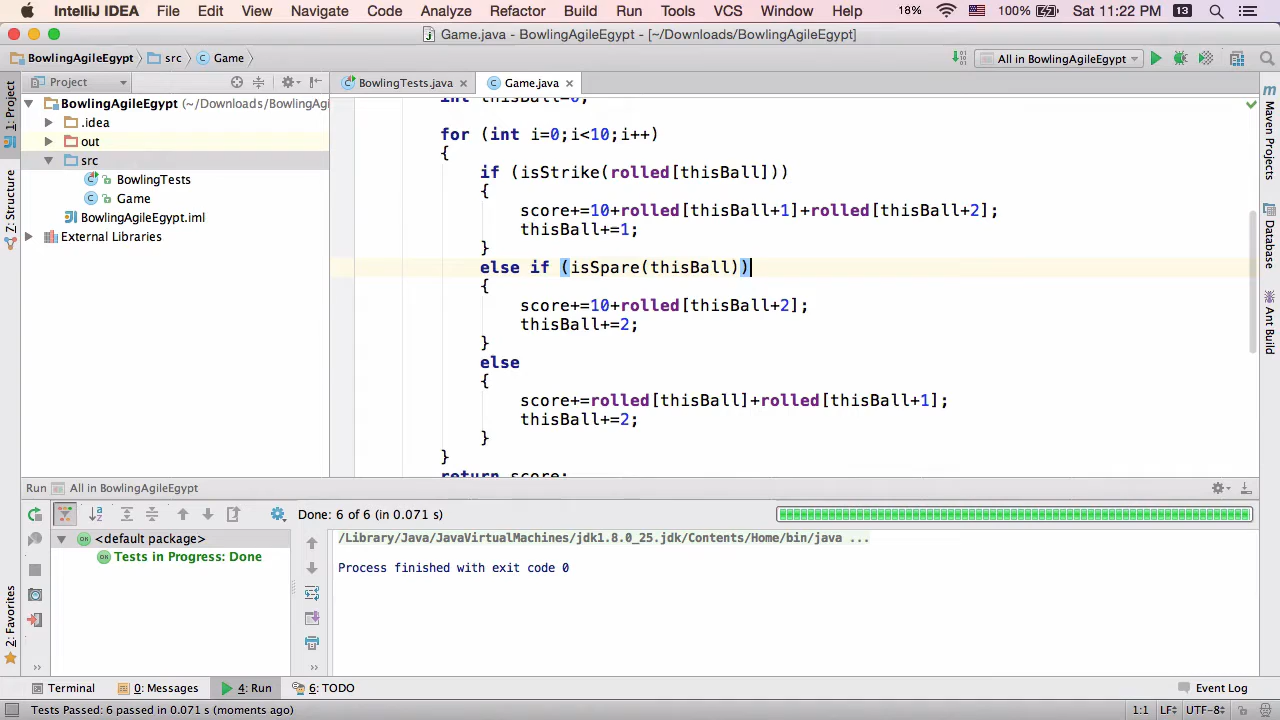 IntelliJ IDEA File Edit View Navigate Code Analyze Refactor Build Run Tools VCS Window Help 18% 100% Sat 11:22 PM 13
Game.java - BowlingAgileEgypt - [~/Downloads/BowlingAgileEgypt]
BowlingAgileEgypt src Game All in BowlingAgileEgypt
Project BowlingTests.java Game.java
1: Project
Z: Structure
2: Favorites
BowlingAgileEgypt (~/Downloads/BowlingAg
.idea
out
src
BowlingTests
Game
BowlingAgileEgypt.iml
External Libraries
int thisBall=0;
for (int i=0;i<10;i++)
{
if (isStrike(rolled[thisBall]))
{
score+=10+rolled[thisBall+1]+rolled[thisBall+2];
thisBall+=1;
}
else if (isSpare(thisBall))
{
score+=10+rolled[thisBall+2];
thisBall+=2;
}
else
{
score+=rolled[thisBall]+rolled[thisBall+1];
thisBall+=2;
}
}
return score;
m
Maven Projects
Database
Ant Build
Run All in BowlingAgileEgypt
Done: 6 of 6 (in 0.071 s)
<default package>
Tests in Progress: Done
/Library/Java/JavaVirtualMachines/jdk1.8.0_25.jdk/Contents/Home/bin/java ...
Process finished with exit code 0
Terminal 0: Messages 4: Run 6: TODO Event Log
Tests Passed: 6 passed in 0.071 s (moments ago) 1:1 LF÷ UTF-8÷